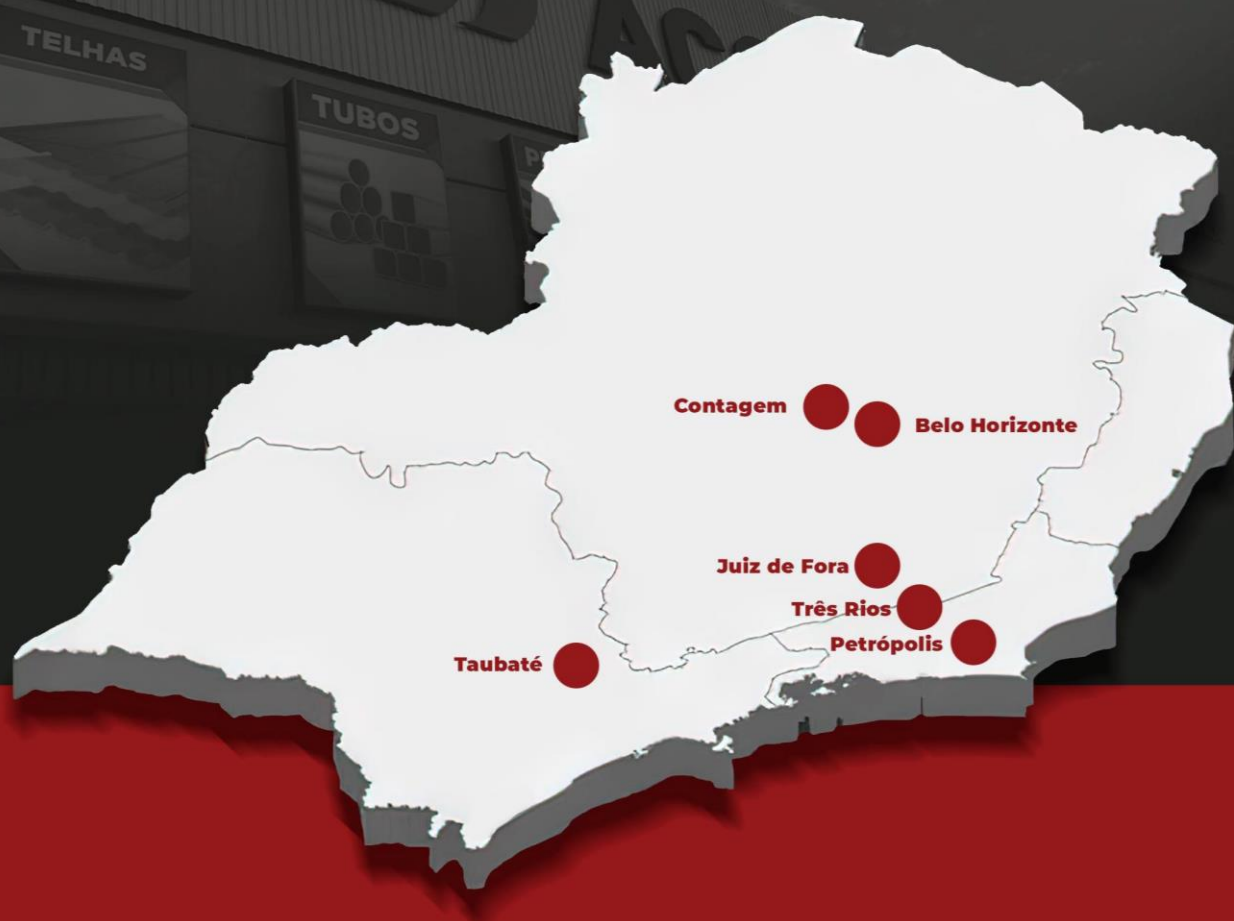 TELHAS
TUBOS
Contagem
Belo Horizonte
Juiz de Fora
Três Rios
Petrópolis
Taubaté